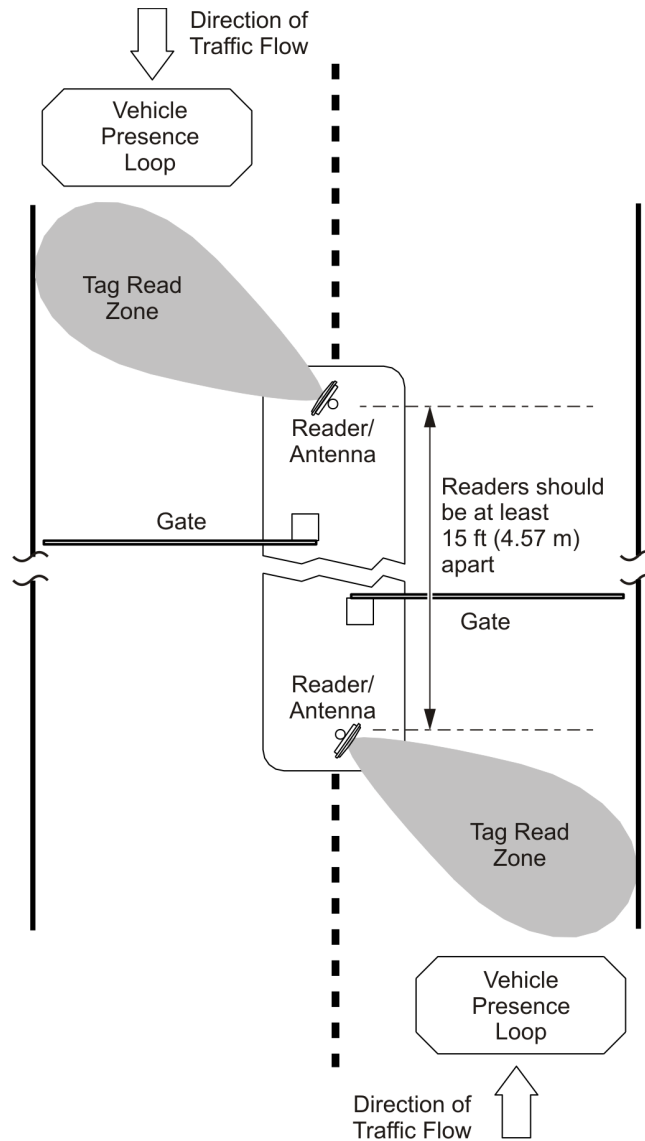 Direction of
Traffic Flow
Vehicle
Presence
Loop
Tag Read
Zone
Reader/
Antenna
Readers should
be at least
15 ft (4.57 m)
apart
Gate
Gate
Reader/
Antenna
Tag Read
Zone
Vehicle
Presence
Loop
Direction of
Traffic Flow